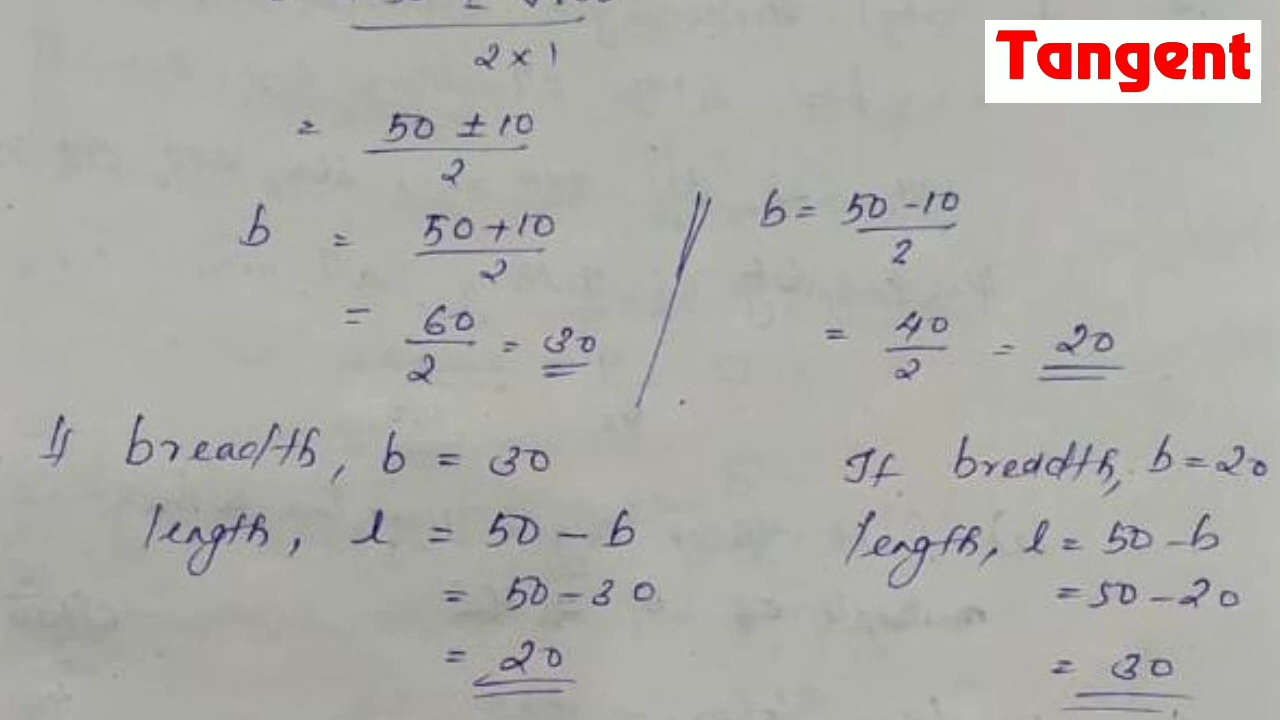 Tangent
2 × 1
= 50 ± 10
2
b = 50+10
2
= 60
2 = 30
b = 50-10
2
= 40
2 = 20
If breadth, b = 30
length, l = 50 - b
= 50 - 30
= 20
If breadth, b = 20
length, l = 50 - b
= 50 - 20
= 30